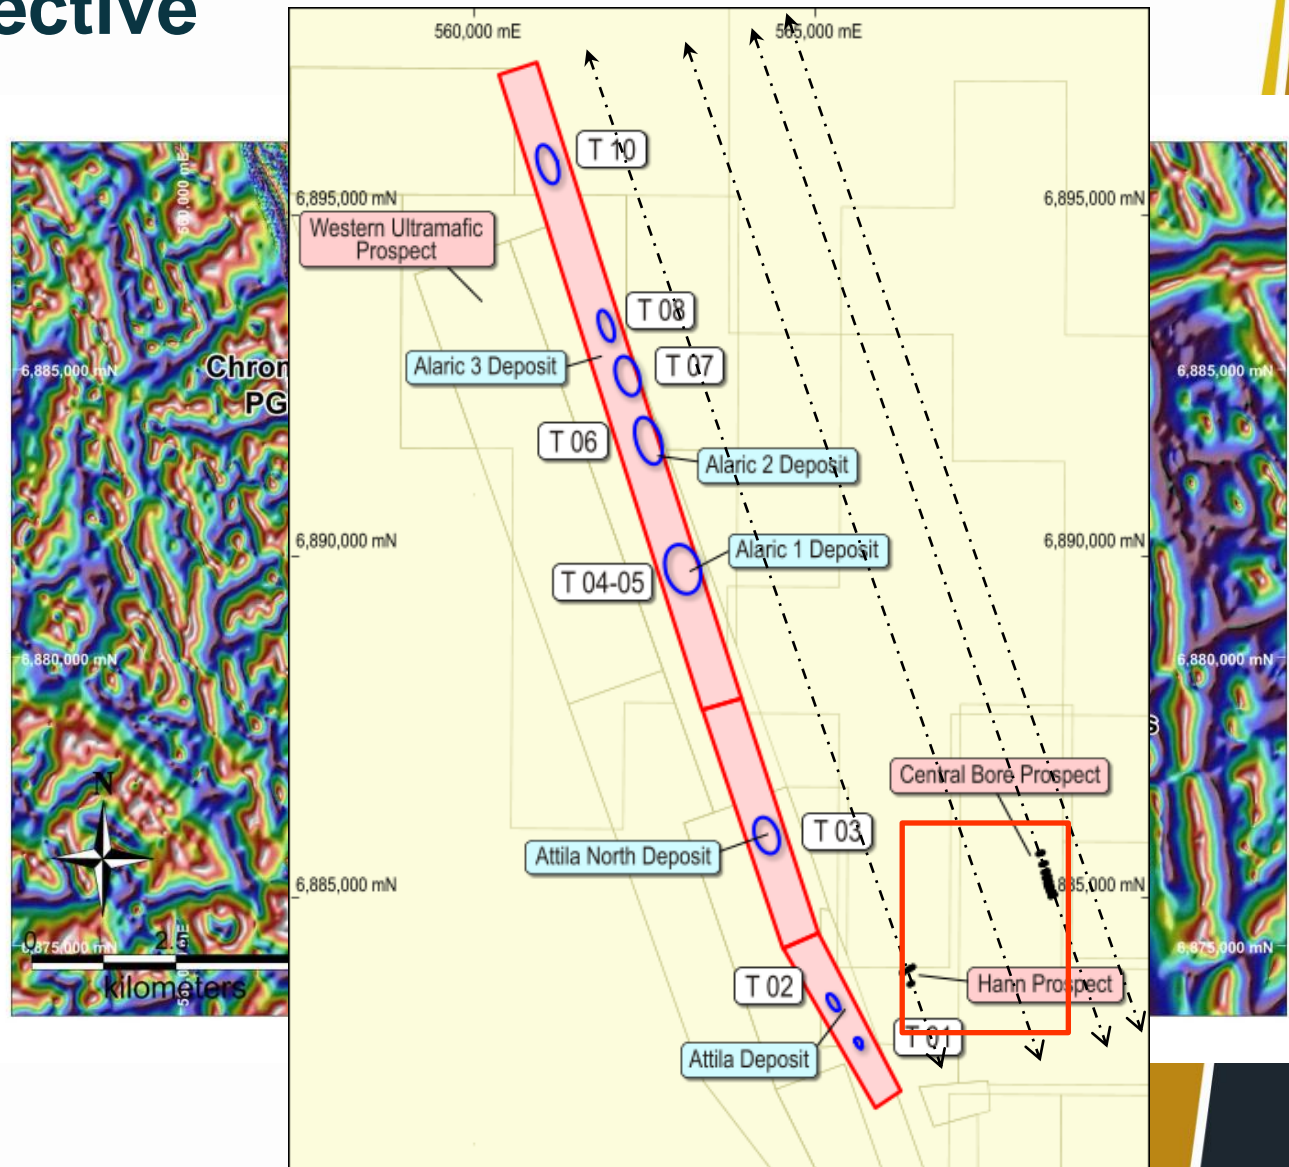 ective
560,000 mE
565,000 mE
T 10
6,895,000 mN
6,895,000 mN
Western Ultramafic
Prospect
T 08
Alaric 3 Deposit
T 07
6,885,000 mN
Chron
PG
6,885,000 mN
T 06
Alaric 2 Deposit
6,890,000 mN
6,890,000 mN
Alaric 1 Deposit
T 04-05
6,880,000 mN
6,880,000 mN
s
Central Bore Prospect
N
T 03
Attila North Deposit
6,885,000 mN
885,000 mN
0
6,875,000 mN
6,875,000 mN
T 02
Hann Prospect
kilometers
T 01
Attila Deposit